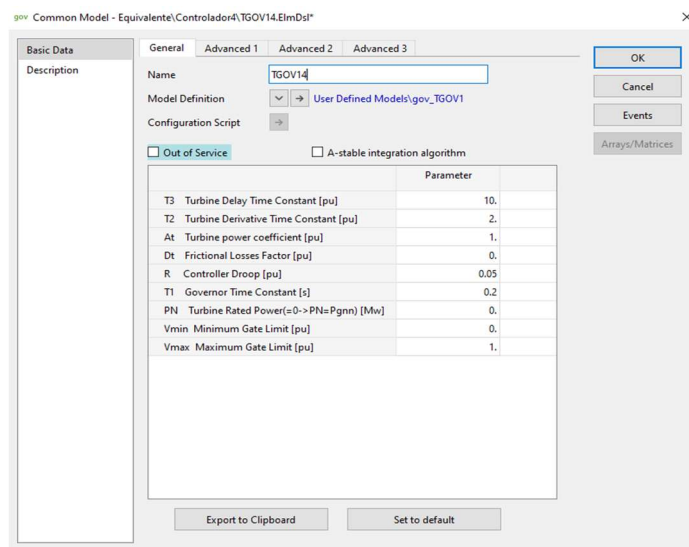 gov Common Model - Equivalente\Controlador4\TGOV14.ElmDsl*
Basic Data
Description
General Advanced 1 Advanced 2 Advanced 3
Name TGOV14
Model Definition User Defined Models\gov_TGOV1
Configuration Script
Out of Service A-stable integration algorithm
Parameter
T3 Turbine Delay Time Constant [pu] 10.
T2 Turbine Derivative Time Constant [pu] 2.
At Turbine power coefficient [pu] 1.
Dt Frictional Losses Factor [pu] 0.
R Controller Droop [pu] 0.05
T1 Governor Time Constant [s] 0.2
PN Turbine Rated Power(=0->PN=Pgnn) [Mw] 0.
Vmin Minimum Gate Limit [pu] 0.
Vmax Maximum Gate Limit [pu] 1.
Export to Clipboard Set to default
OK
Cancel
Events
Arrays/Matrices